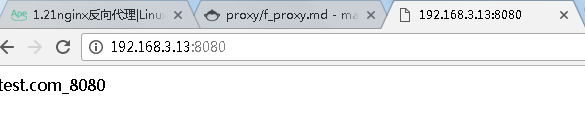 1.21nginx反向代理|Linu
proxy/f_proxy.md - ma
192.168.3.13:8080
192.168.3.13:8080
test.com_8080